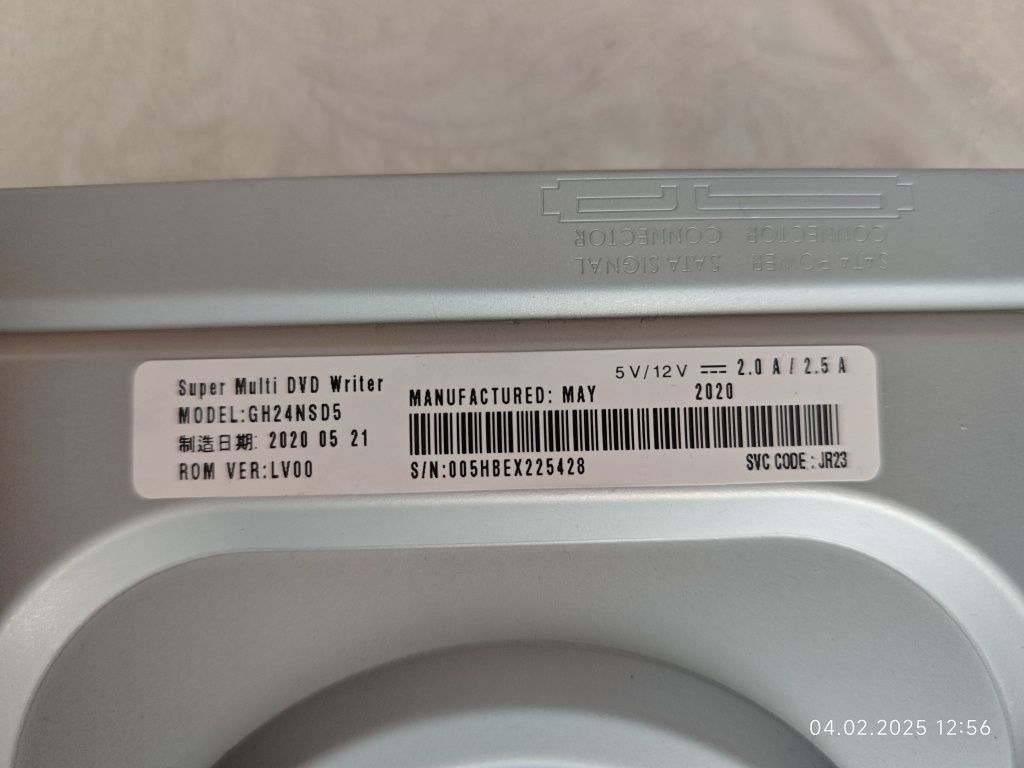 SATA POWER CONNECTOR
SATA SIGNAL CONNECTOR
5V/12V ⎓ 2.0 A / 2.5 A
Super Multi DVD Writer
MODEL:GH24NSD5
制造日期: 2020 05 21
ROM VER:LV00
MANUFACTURED: MAY 2020
S/N:005HBEX225428
SVC CODE : JR23
04.02.2025 12:56